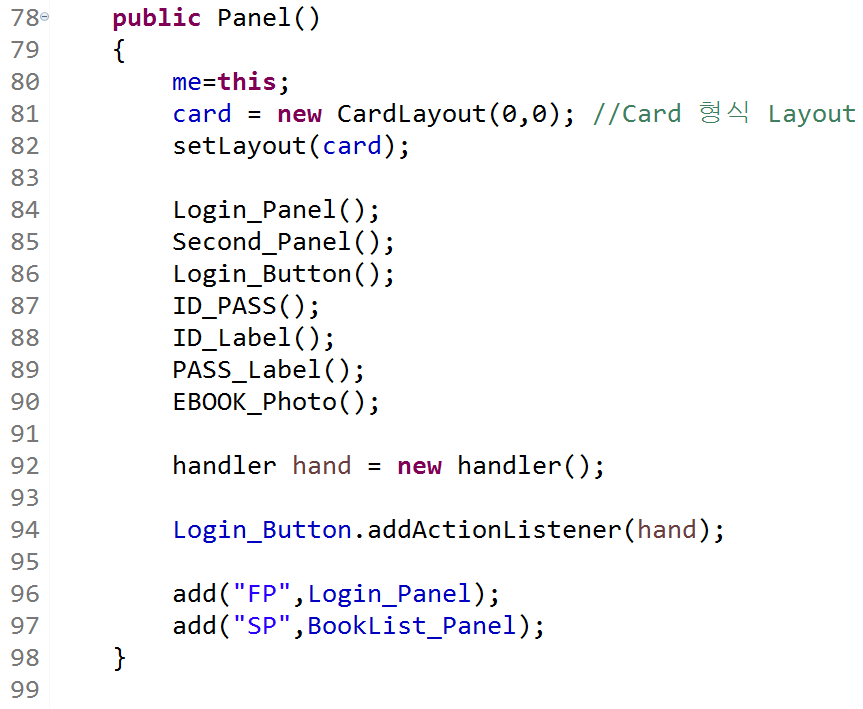 78 public Panel()
79 {
80 me=this;
81 card = new CardLayout(0,0); //Card 형식 Layout
82 setLayout(card);
83
84 Login_Panel();
85 Second_Panel();
86 Login_Button();
87 ID_PASS();
88 ID_Label();
89 PASS_Label();
90 EBOOK_Photo();
91
92 handler hand = new handler();
93
94 Login_Button.addActionListener(hand);
95
96 add("FP",Login_Panel);
97 add("SP",BookList_Panel);
98 }
99